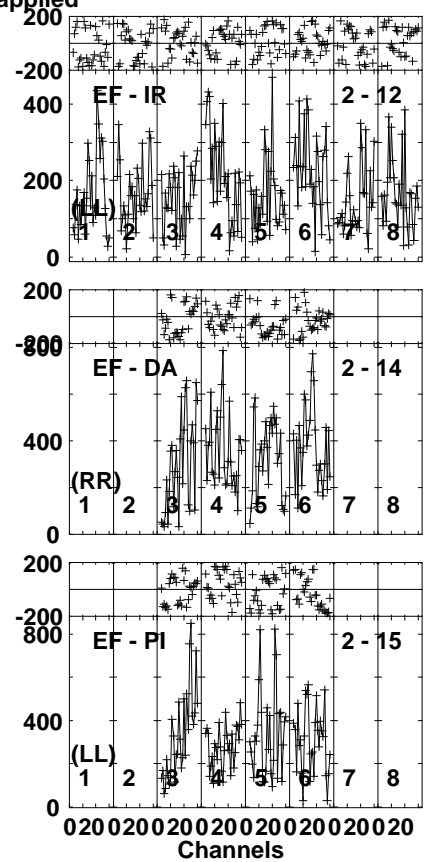 applied
200
-200
EF - IR 2 - 12
400
200
(LL)
1 2 3 4 5 6 7 8
0
200
-200
800
EF - DA 2 - 14
400
(RR)
1 2 3 4 5 6 7 8
0
200
-200
800
EF - PI 2 - 15
400
(LL)
1 2 3 4 5 6 7 8
0
0 20 0 20 0 20 0 20 0 20 0 20 0 20 0 20
Channels